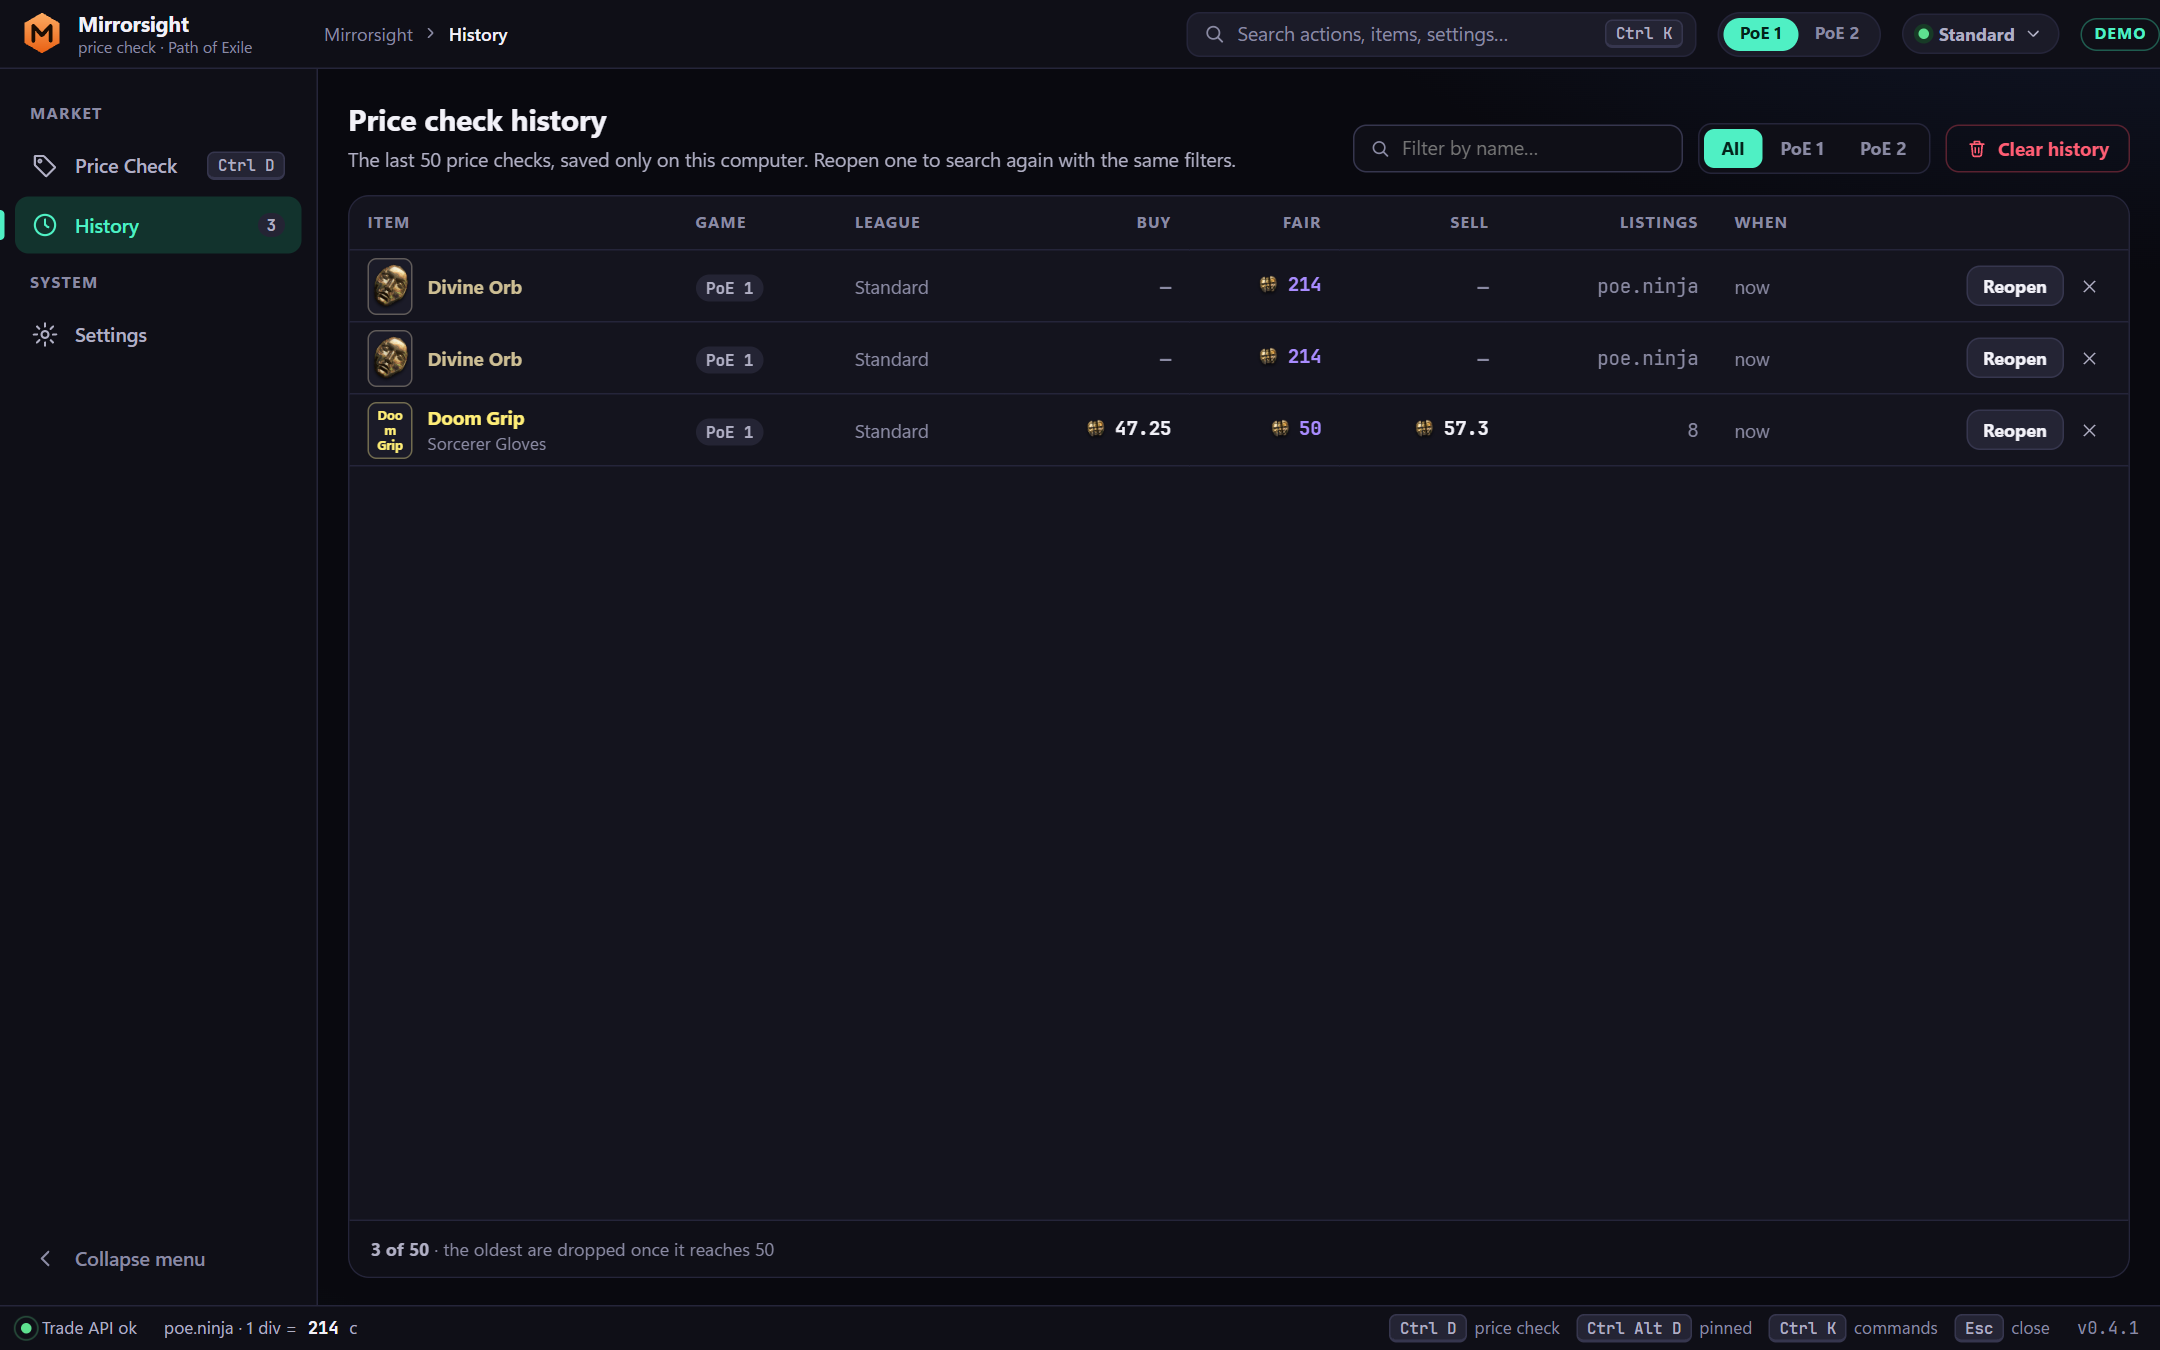 Mirrorsight
price check · Path of Exile
Mirrorsight > History
Search actions, items, settings... Ctrl K
PoE 1 PoE 2
Standard
DEMO
MARKET
Price Check Ctrl D
History 3
SYSTEM
Settings
Collapse menu
Price check history
The last 50 price checks, saved only on this computer. Reopen one to search again with the same filters.
Filter by name...
All PoE 1 PoE 2
Clear history
ITEM GAME LEAGUE BUY FAIR SELL LISTINGS WHEN
Divine Orb PoE 1 Standard — 214 — poe.ninja now Reopen
Divine Orb PoE 1 Standard — 214 — poe.ninja now Reopen
Doo
m
Grip
Doom Grip
Sorcerer Gloves
PoE 1 Standard 47.25 50 57.3 8 now Reopen
3 of 50 · the oldest are dropped once it reaches 50
Trade API ok poe.ninja · 1 div = 214 c
Ctrl D price check Ctrl Alt D pinned Ctrl K commands Esc close v0.4.1